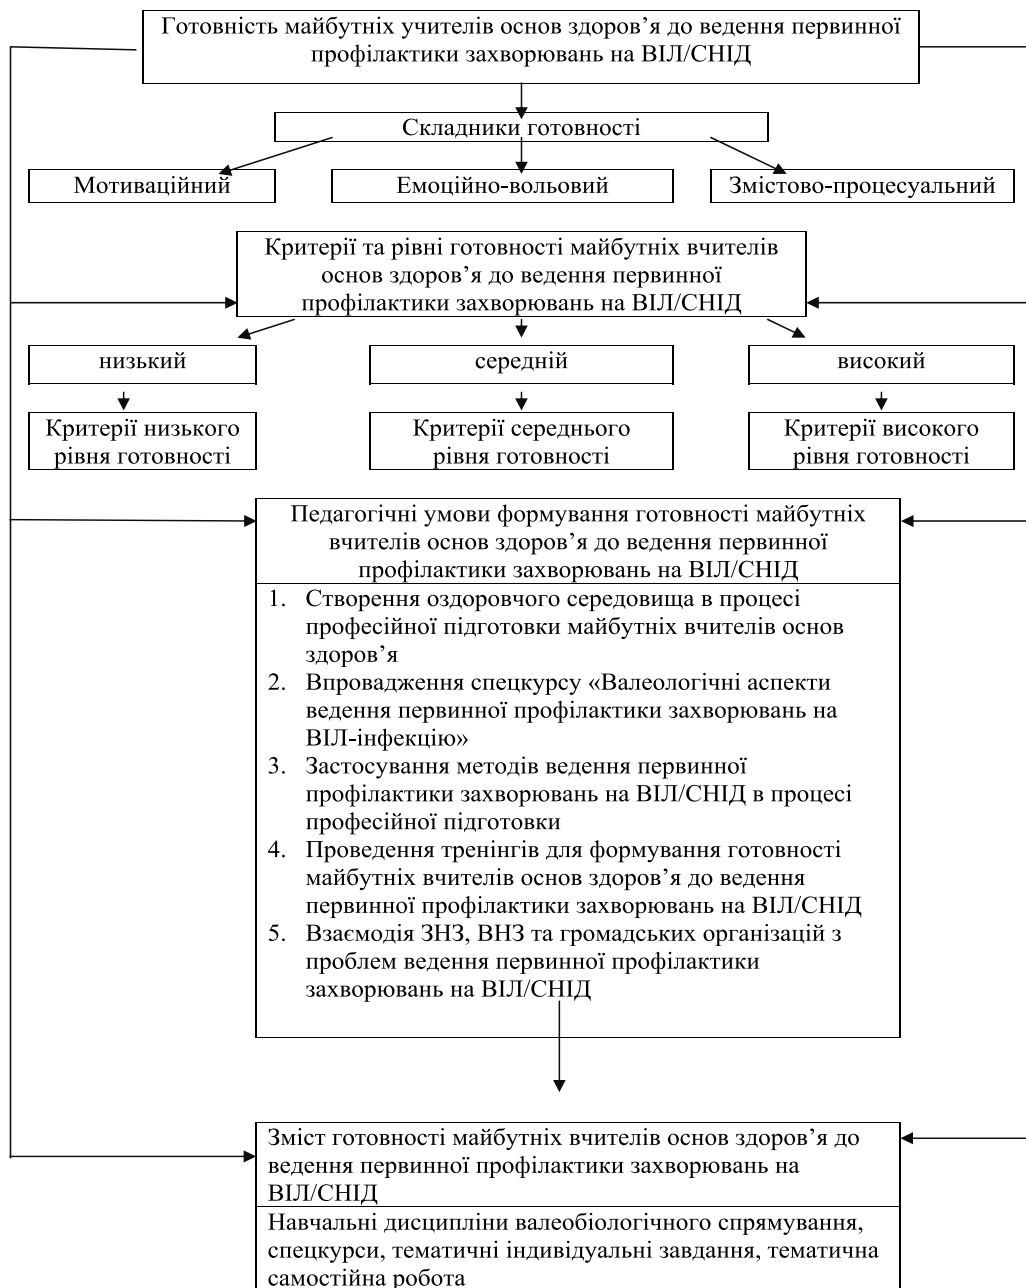 Готовність майбутніх учителів основ здоров’я до ведення первинної
профілактики захворювань на ВІЛ/СНІД
Складники готовності
Мотиваційний
Емоційно-вольовий
Змістово-процесуальний
Критерії та рівні готовності майбутніх вчителів
основ здоров’я до ведення первинної
профілактики захворювань на ВІЛ/СНІД
низький
середній
високий
Критерії низького
рівня готовності
Критерії середнього
рівня готовності
Критерії високого
рівня готовності
Педагогічні умови формування готовності майбутніх
вчителів основ здоров’я до ведення первинної
профілактики захворювань на ВІЛ/СНІД
1. Створення оздоровчого середовища в процесі
професійної підготовки майбутніх вчителів основ
здоров’я
2. Впровадження спецкурсу «Валеологічні аспекти
ведення первинної профілактики захворювань на
ВІЛ-інфекцію»
3. Застосування методів ведення первинної
профілактики захворювань на ВІЛ/СНІД в процесі
професійної підготовки
4. Проведення тренінгів для формування готовності
майбутніх вчителів основ здоров’я до ведення
первинної профілактики захворювань на ВІЛ/СНІД
5. Взаємодія ЗНЗ, ВНЗ та громадських організацій з
проблем ведення первинної профілактики
захворювань на ВІЛ/СНІД
Зміст готовності майбутніх вчителів основ здоров’я до
ведення первинної профілактики захворювань на
ВІЛ/СНІД
Навчальні дисципліни валеобіологічного спрямування,
спецкурси, тематичні індивідуальні завдання, тематична
самостійна робота